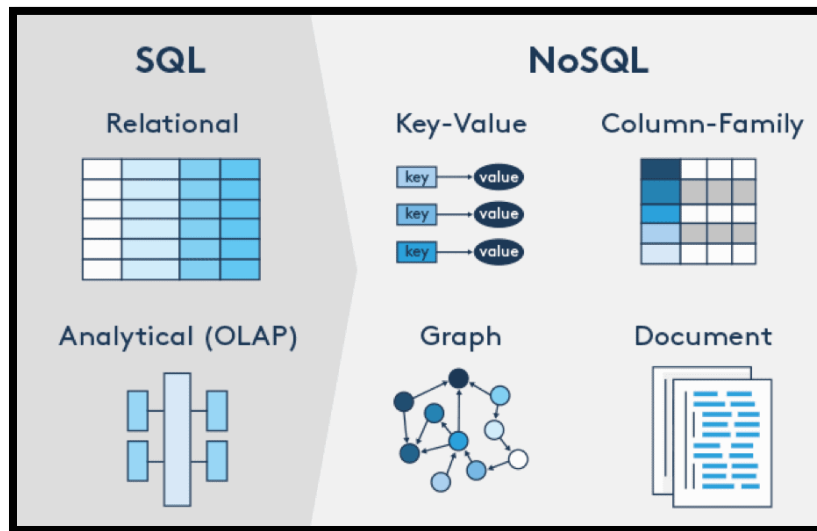 SQL
NoSQL
Relational
Key-Value
Column-Family
key
value
key
value
key
value
Analytical (OLAP)
Graph
Document